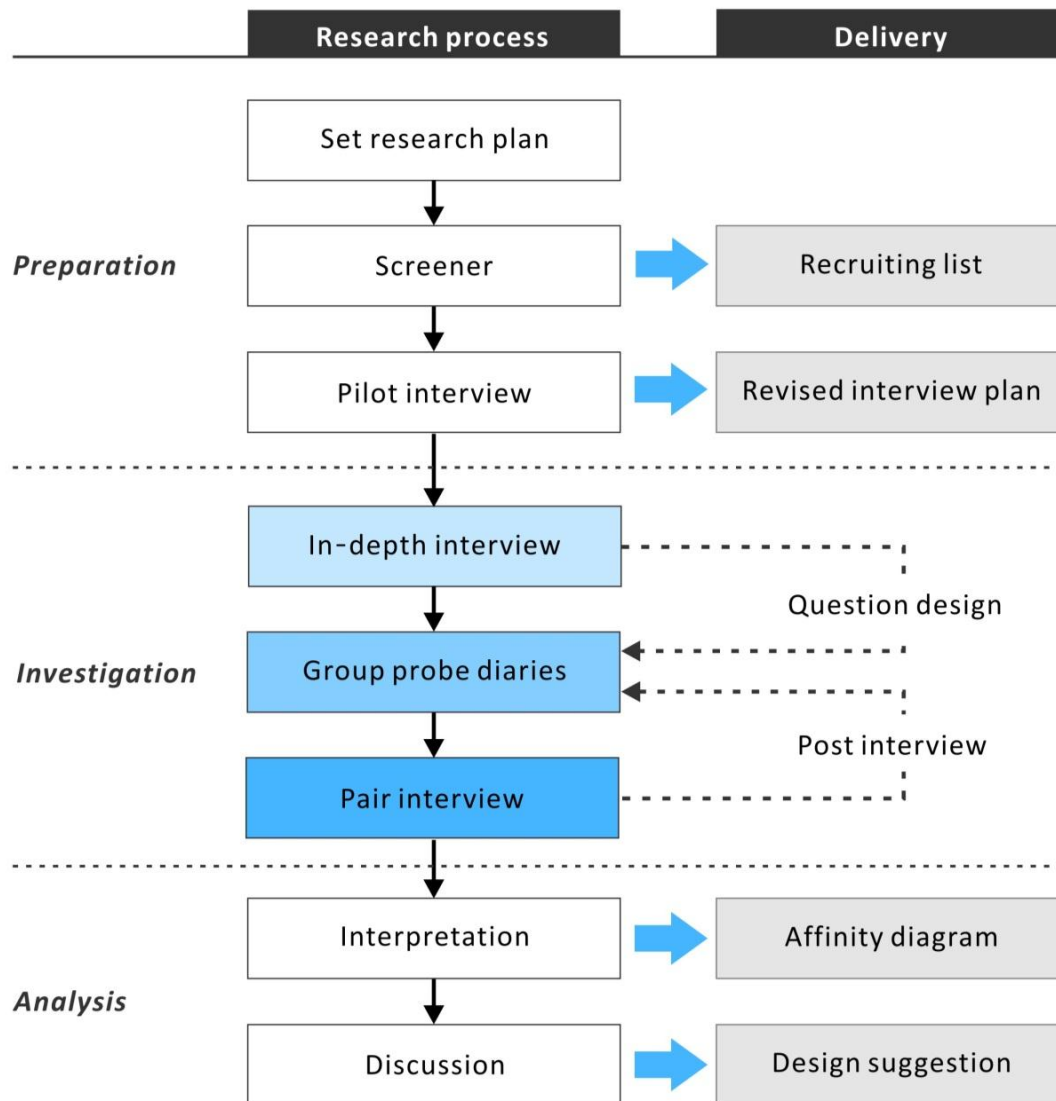 Research process
Delivery
Set research plan
Preparation
Screener
Recruiting list
Pilot interview
Revised interview plan
In-depth interview
Question design
Investigation
Group probe diaries
Post interview
Pair interview
Interpretation
Affinity diagram
Analysis
Discussion
Design suggestion